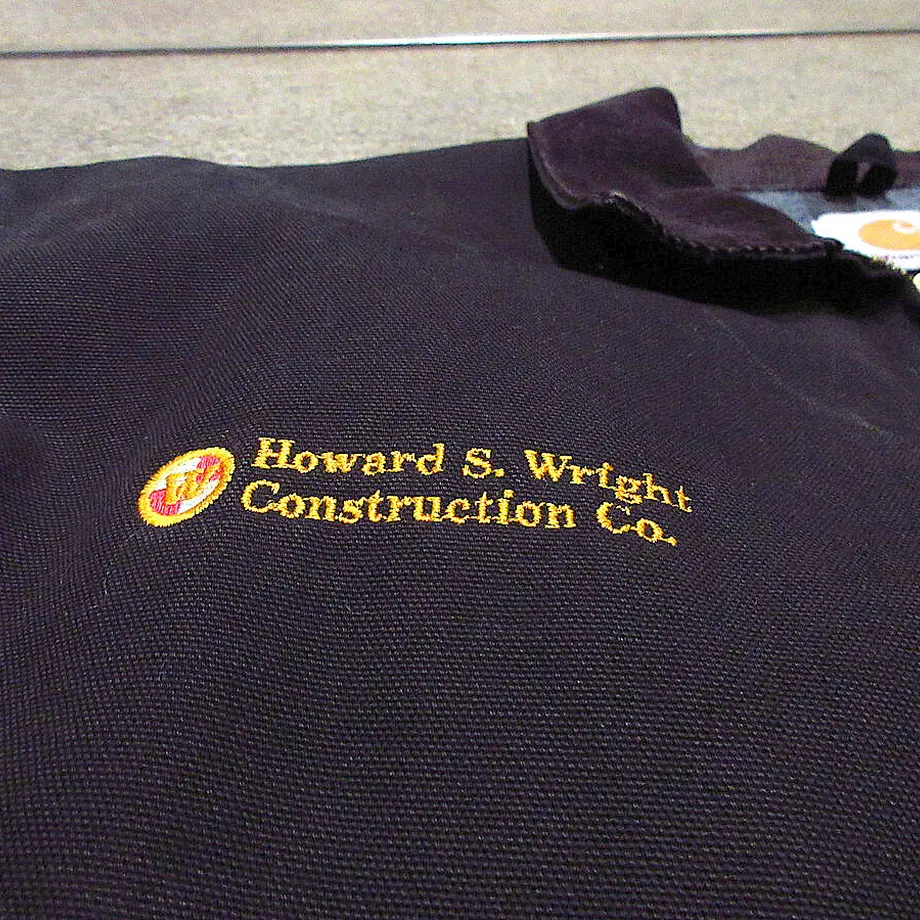 Howard S. Wright
Construction Co.
W